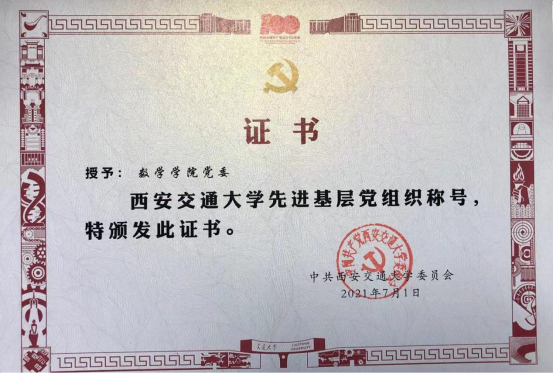 100
证书
授予：数学学院党委
西安交通大学先进基层党组织称号，
特颁发此证书。
中共西安交通大学委员会
2021年7月1日